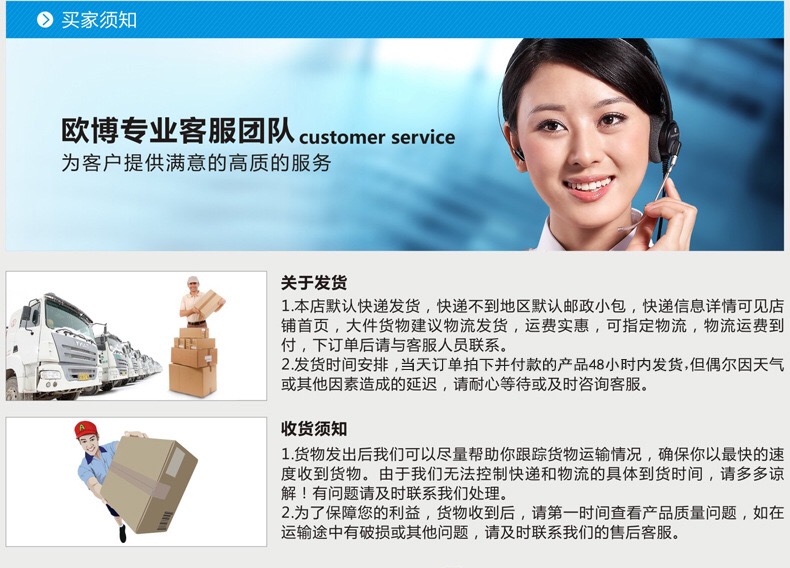 买家须知
欧博专业客服团队 customer service
为客户提供满意的高质的服务
关于发货
1.本店默认快递发货，快递不到地区默认邮政小包，快递信息详情可见店
铺首页，大件货物建议物流发货，运费实惠，可指定物流，物流运费到
付，下订单后请与客服人员联系。
2.发货时间安排，当天订单拍下并付款的产品48小时内发货，但偶尔因天气
或其他因素造成的延迟，请耐心等待或及时咨询客服。
收货须知
1.货物发出后我们可以尽量帮助你跟踪货物运输情况，确保你以最快的速
度收到货物。由于我们无法控制快递和物流的具体到货时间，请多多谅
解！有问题请及时联系我们处理。
2.为了保障您的利益，货物收到后，请第一时间查看产品质量问题，如在
运输途中有破损或其他问题，请及时联系我们的售后客服。